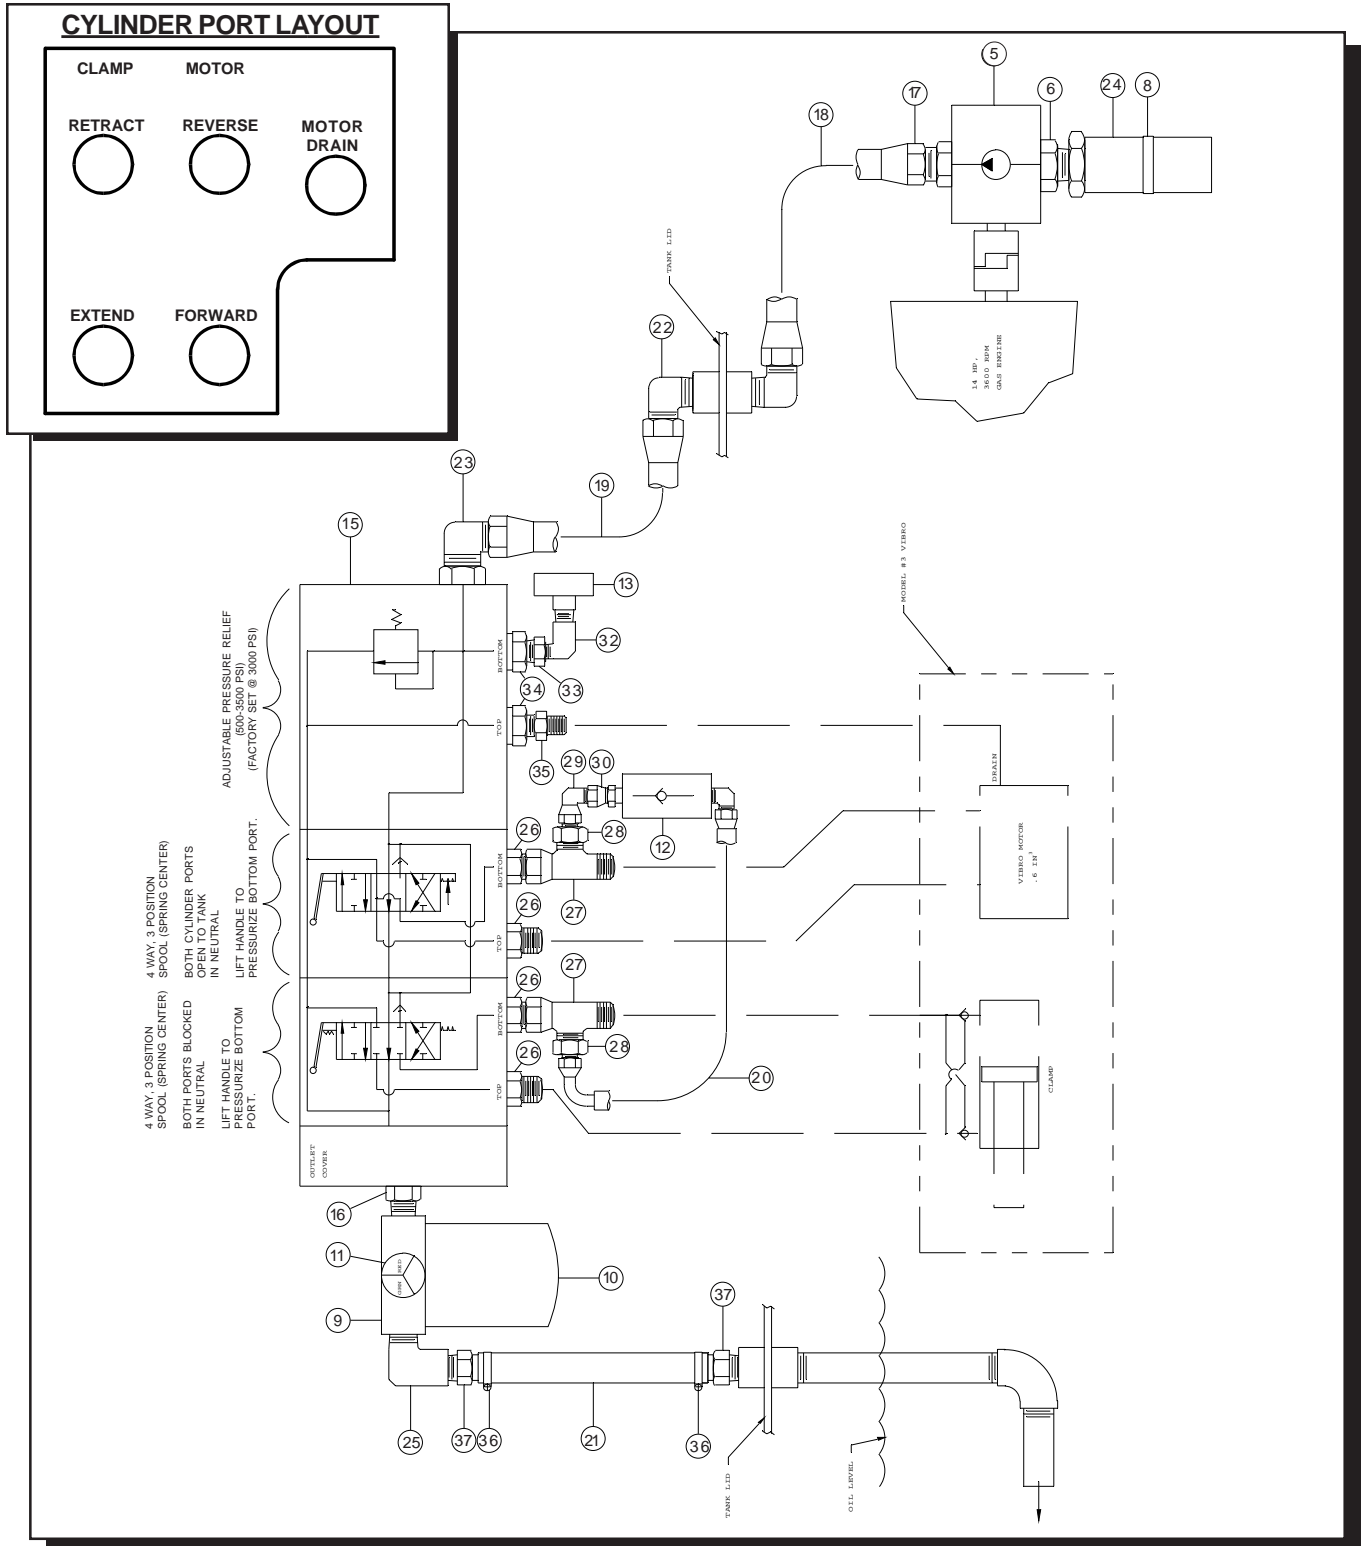 CYLINDER PORT LAYOUT
CLAMP MOTOR
RETRACT REVERSE MOTOR
DRAIN
EXTEND FORWARD
5
17
6
24
8
18
TANK LID
22
14 HP,
3600 RPM
GAS ENGINE
23
19
15
13
MODEL #3 VIBRO
ADJUSTABLE PRESSURE RELIEF
(500-3500 PSI)
(FACTORY SET @ 3000 PSI)
BOTTOM
32
34
33
TOP
35
29
30
DRAIN
26
28
12
BOTTOM
27
VIBRO MOTOR
.6 IN³
4 WAY, 3 POSITION
SPOOL (SPRING CENTER)
BOTH CYLINDER PORTS
OPEN TO TANK
IN NEUTRAL
LIFT HANDLE TO
PRESSURIZE BOTTOM PORT.
26
TOP
26
27
BOTTOM
28
4 WAY, 3 POSITION
SPOOL (SPRING CENTER)
BOTH PORTS BLOCKED
IN NEUTRAL
LIFT HANDLE TO
PRESSURIZE BOTTOM
PORT.
26
TOP
20
CLAMP
OUTLET
COVER
16
11
RED
GRN
10
9
37
25
37
36
21
36
TANK LID
OIL LEVEL